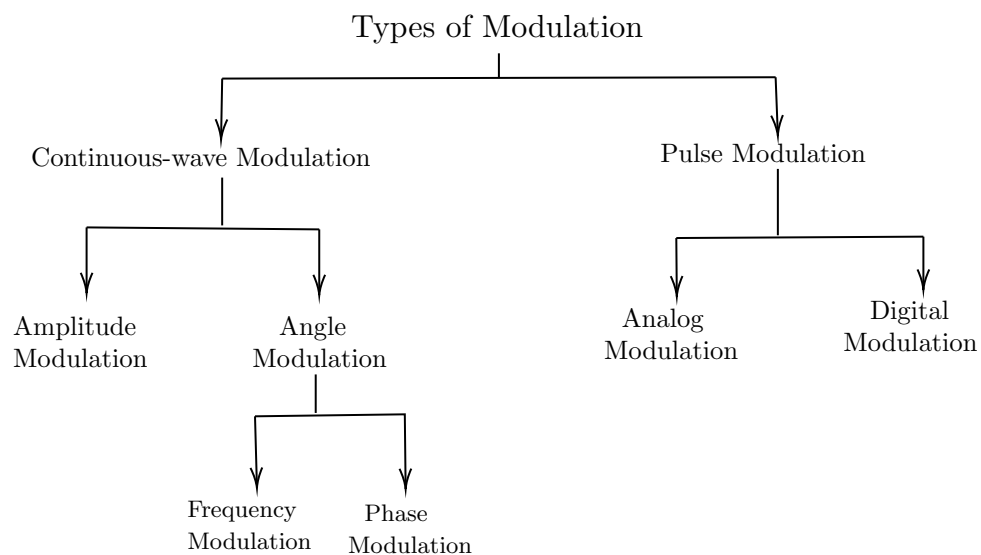 Types of Modulation
Continuous-wave Modulation
Pulse Modulation
Amplitude
Modulation
Angle
Modulation
Analog
Modulation
Digital
Modulation
Frequency
Modulation
Phase
Modulation